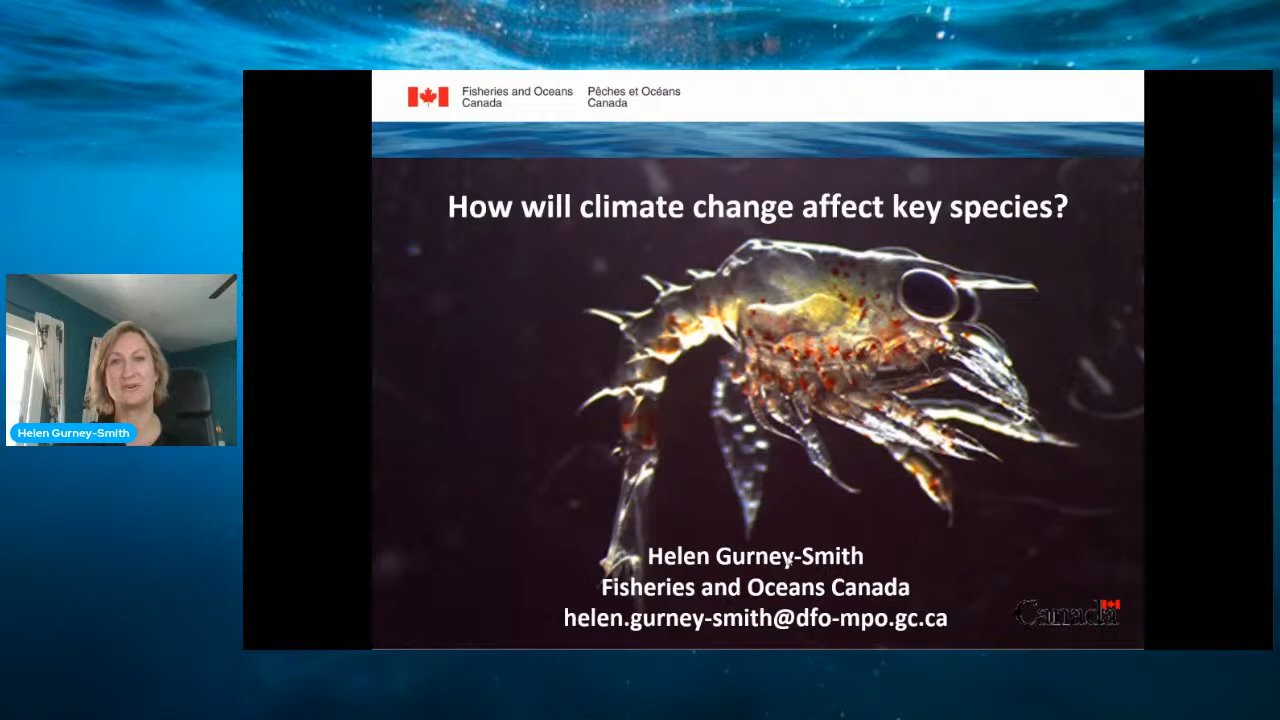 Fisheries and Oceans
Canada
Pêches et Océans
Canada
How will climate change affect key species?
Helen Gurney-Smith
Helen Gurney-Smith
Fisheries and Oceans Canada
helen.gurney-smith@dfo-mpo.gc.ca
Canada